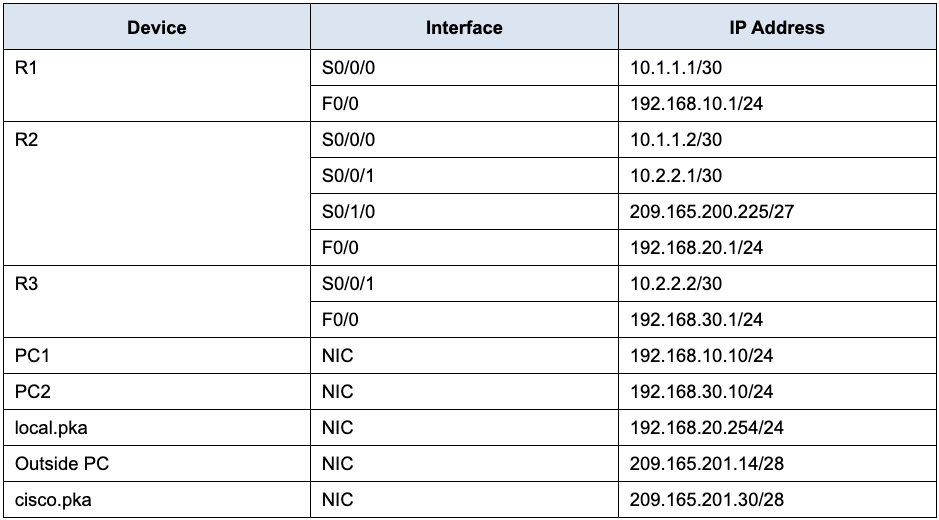 Device Interface IP Address
R1 S0/0/0 10.1.1.1/30
F0/0 192.168.10.1/24
R2 S0/0/0 10.1.1.2/30
S0/0/1 10.2.2.1/30
S0/1/0 209.165.200.225/27
F0/0 192.168.20.1/24
R3 S0/0/1 10.2.2.2/30
F0/0 192.168.30.1/24
PC1 NIC 192.168.10.10/24
PC2 NIC 192.168.30.10/24
local.pka NIC 192.168.20.254/24
Outside PC NIC 209.165.201.14/28
cisco.pka NIC 209.165.201.30/28